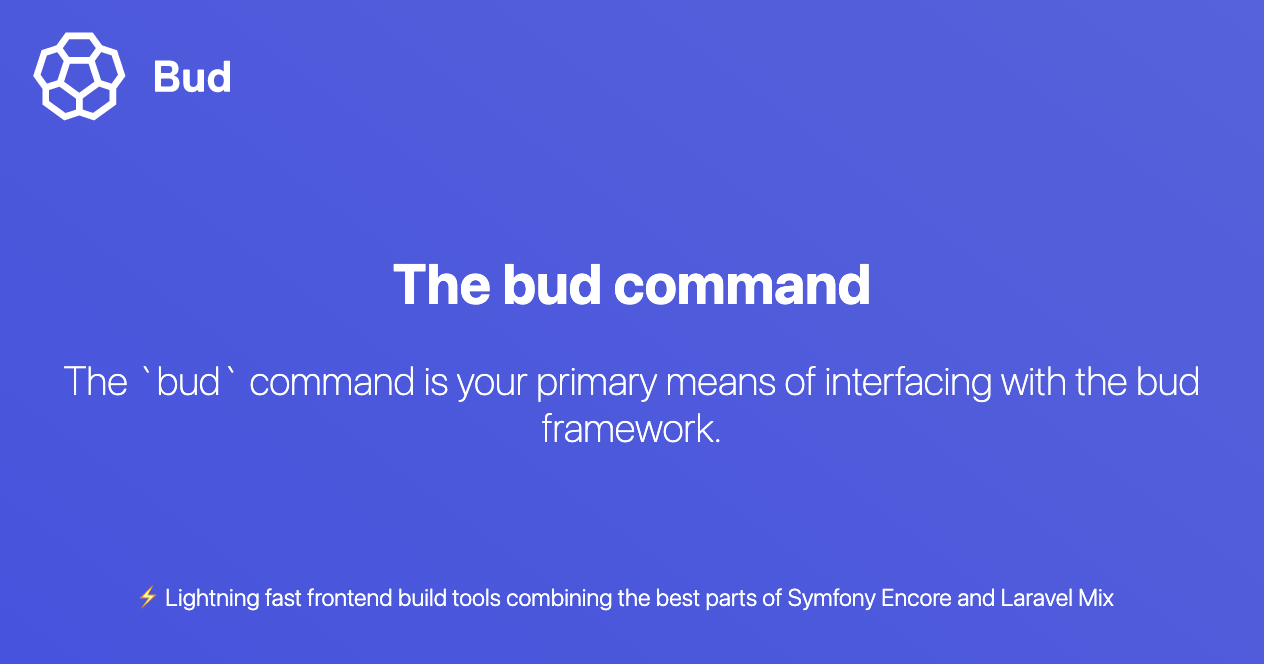 Bud
The bud command
The `bud` command is your primary means of interfacing with the bud
framework.
⚡ Lightning fast frontend build tools combining the best parts of Symfony Encore and Laravel Mix